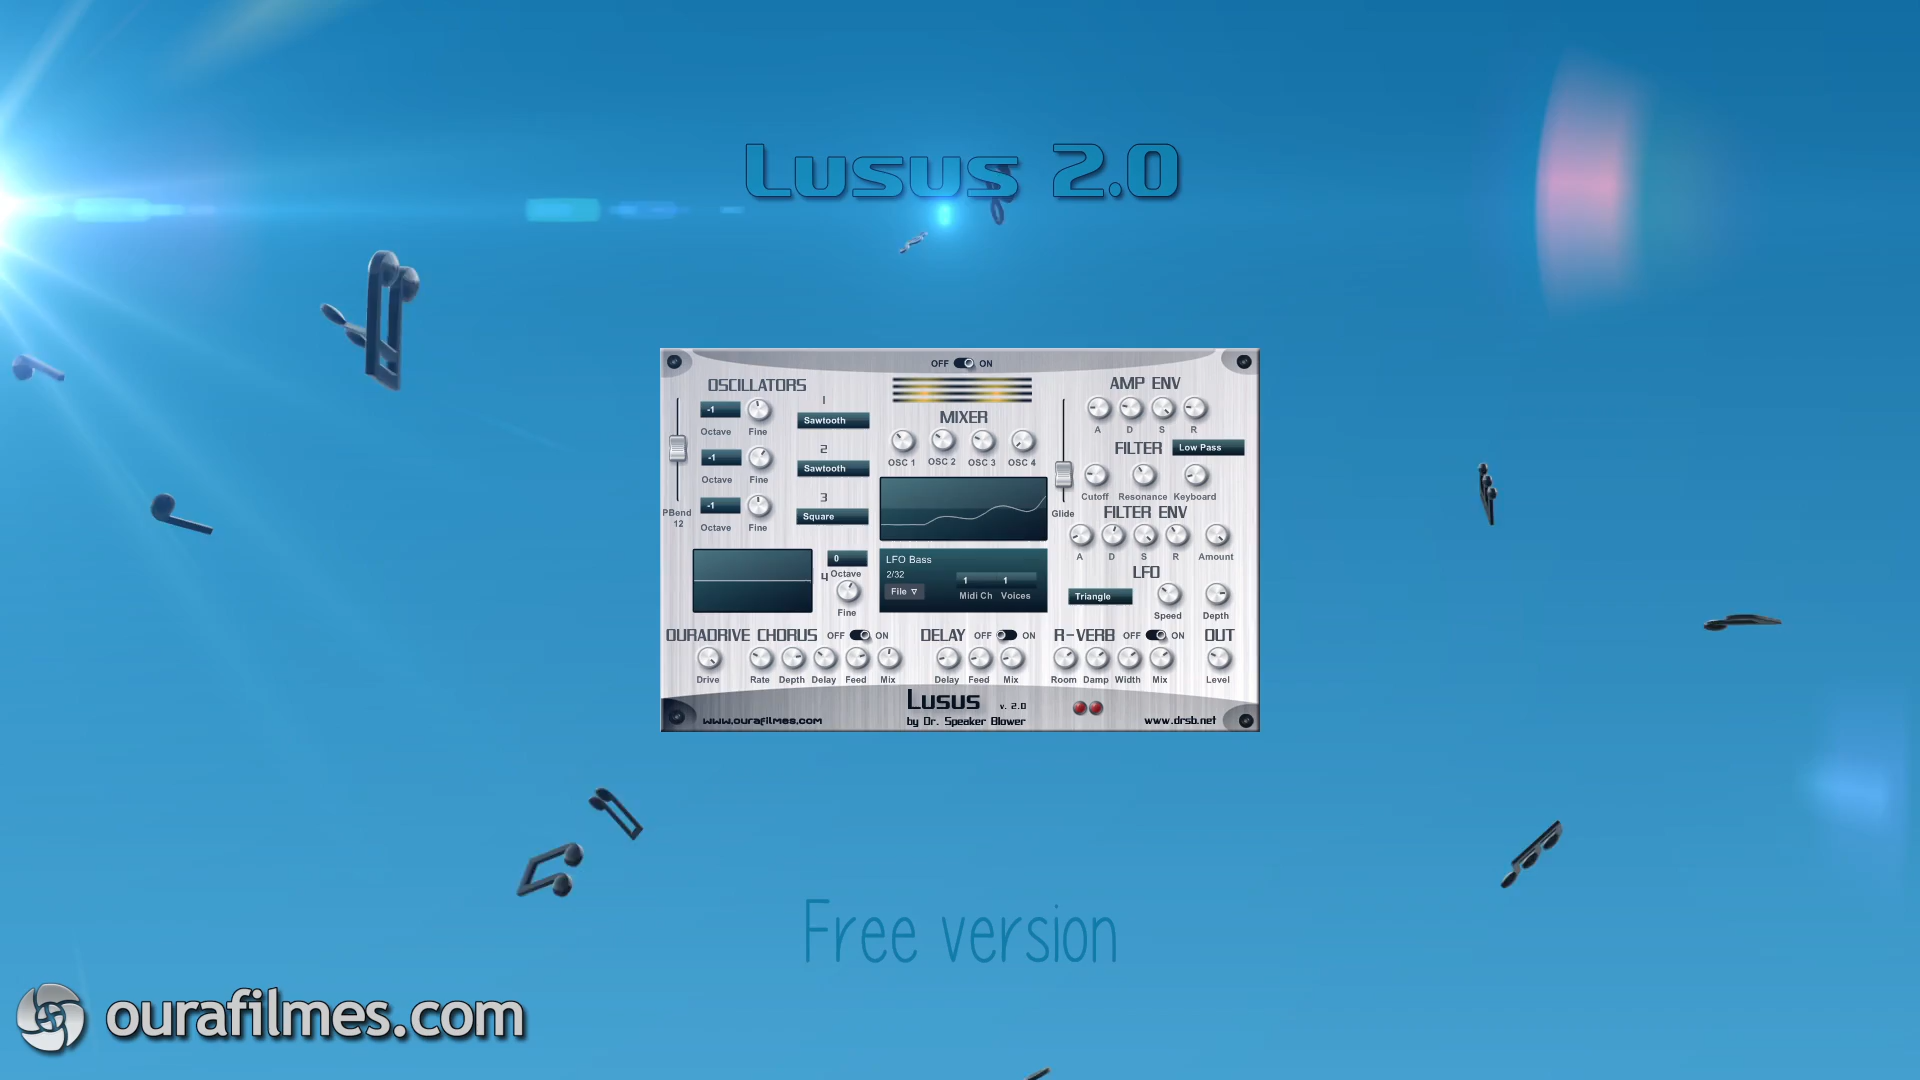 Lusus 2.0
OFF ON
OSCILLATORS
-1
Octave Fine
1
Sawtooth
-1
Octave Fine
2
Sawtooth
-1
Octave Fine
3
Square
PBend
12
4
0
Octave
Fine
MIXER
OSC 1 OSC 2 OSC 3 OSC 4
LFO Bass
2/32
File ▽
1 1
Midi Ch Voices
Glide
AMP ENV
A D S R
FILTER Low Pass
Cutoff Resonance Keyboard
FILTER ENV
A D S R Amount
LFO
Triangle
Speed Depth
OURADRIVE CHORUS OFF ON DELAY OFF ON R-VERB OFF ON OUT
Drive Rate Depth Delay Feed Mix Delay Feed Mix Room Damp Width Mix Level
Lusus v. 2.0
www.ourafilmes.com by Dr. Speaker Blower www.drsb.net
Free version
ourafilmes.com